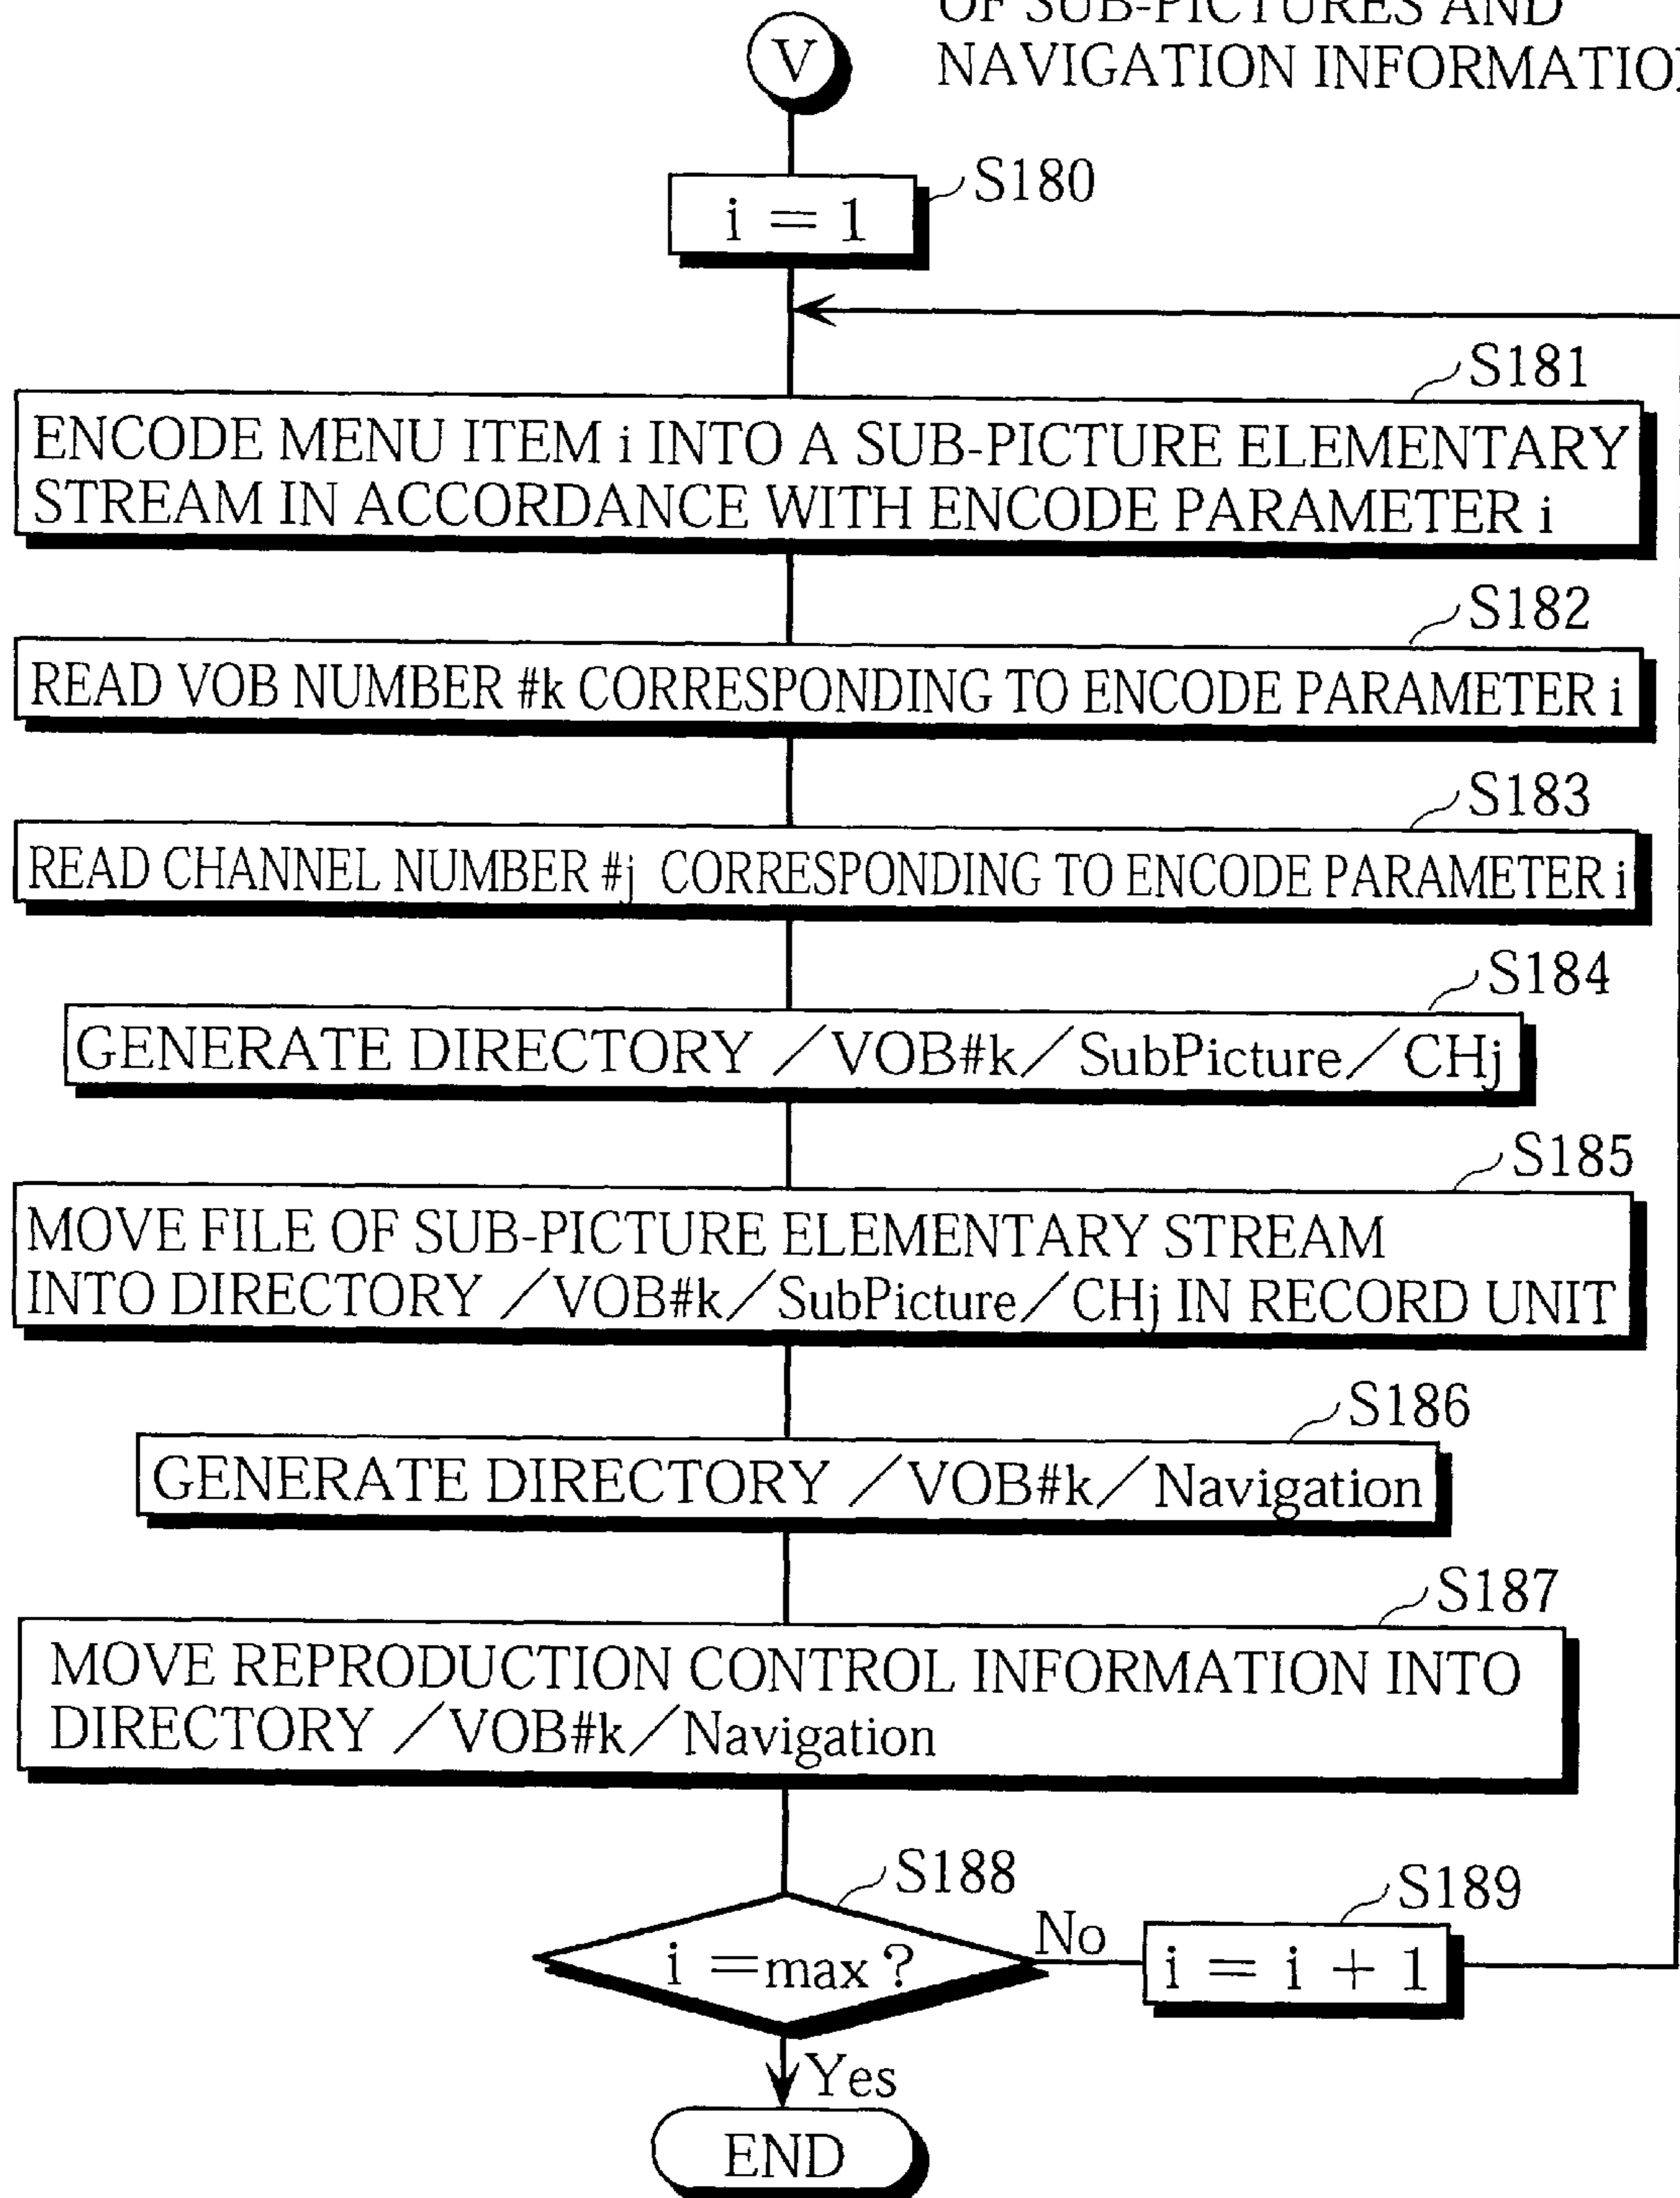 OF SUB-PICTURES AND
NAVIGATION INFORMATION
V
S180
i = 1
S181
ENCODE MENU ITEM i INTO A SUB-PICTURE ELEMENTARY
STREAM IN ACCORDANCE WITH ENCODE PARAMETER i
S182
READ VOB NUMBER #k CORRESPONDING TO ENCODE PARAMETER i
S183
READ CHANNEL NUMBER #j CORRESPONDING TO ENCODE PARAMETER i
S184
GENERATE DIRECTORY /VOB#k/SubPicture/CHj
S185
MOVE FILE OF SUB-PICTURE ELEMENTARY STREAM
INTO DIRECTORY /VOB#k/SubPicture/CHj IN RECORD UNIT
S186
GENERATE DIRECTORY /VOB#k/Navigation
S187
MOVE REPRODUCTION CONTROL INFORMATION INTO
DIRECTORY /VOB#k/Navigation
S188
i =max ?
No
S189
i = i + 1
Yes
END